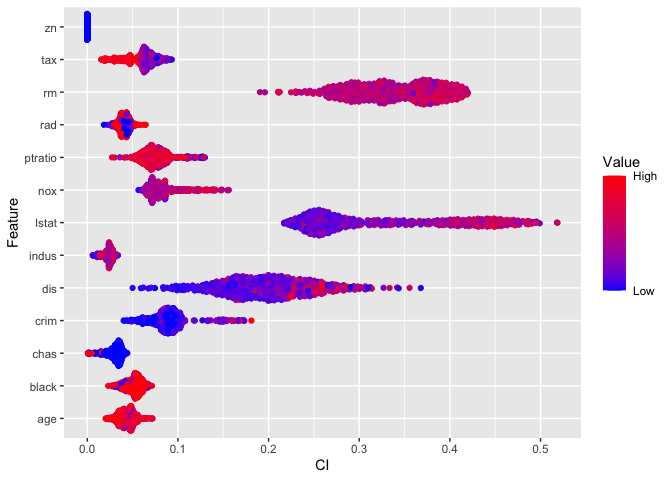 zn
tax
rm
rad
ptratio
nox
lstat
indus
dis
crim
chas
black
age
Feature
0.0 0.1 0.2 0.3 0.4 0.5
CI
Value
High
Low